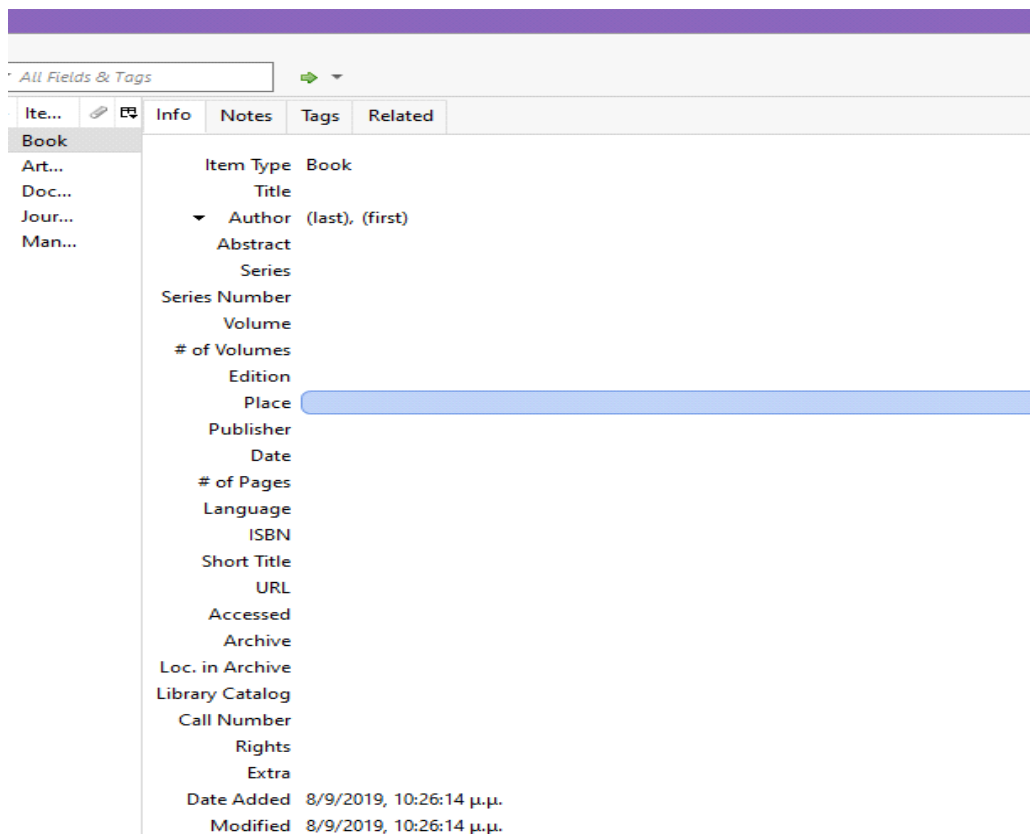 All Fields & Tags
Ite...
Info Notes Tags Related
Book
Art...
Doc...
Jour...
Man...
Item Type Book
Title
Author (last), (first)
Abstract
Series
Series Number
Volume
# of Volumes
Edition
Place
Publisher
Date
# of Pages
Language
ISBN
Short Title
URL
Accessed
Archive
Loc. in Archive
Library Catalog
Call Number
Rights
Extra
Date Added 8/9/2019, 10:26:14 μ.μ.
Modified 8/9/2019, 10:26:14 μ.μ.